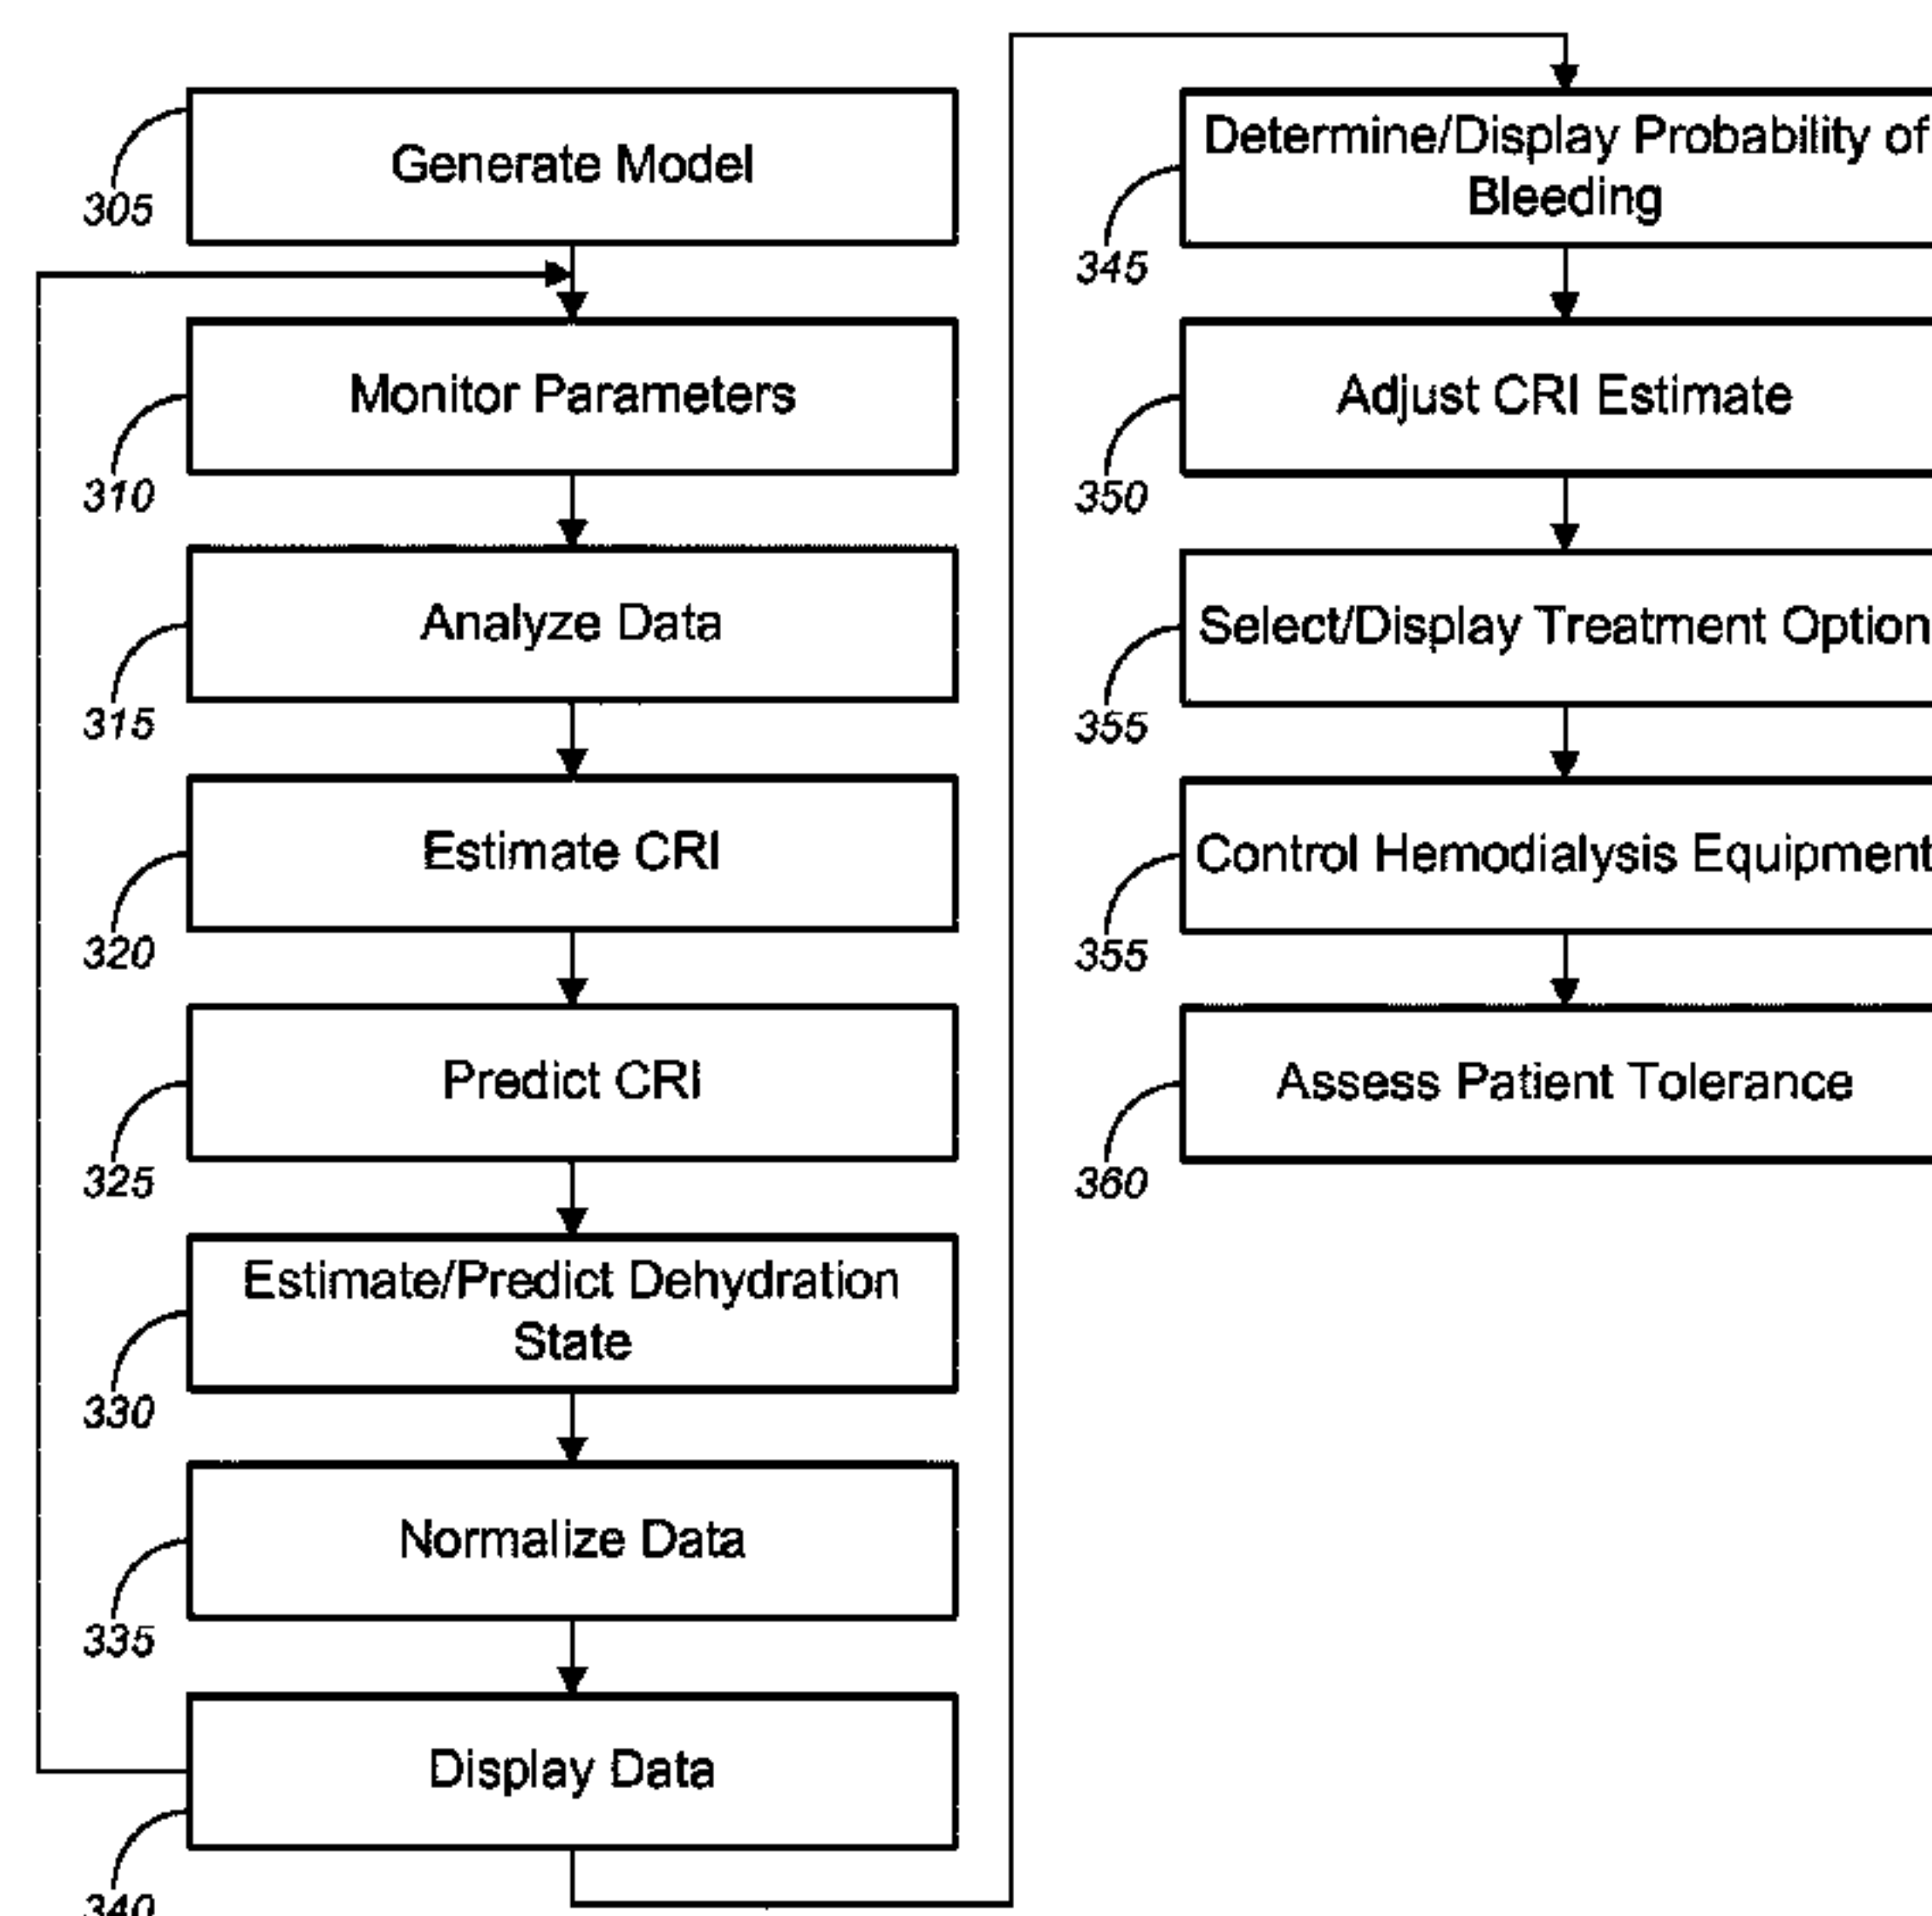 Generate Model
305
Monitor Parameters
310
Analyze Data
315
Estimate CRI
320
Predict CRI
325
Estimate/Predict Dehydration
State
330
Normalize Data
335
Display Data
340
Determine/Display Probability of
Bleeding
345
Adjust CRI Estimate
350
Select/Display Treatment Option
355
Control Hemodialysis Equipment
355
Assess Patient Tolerance
360